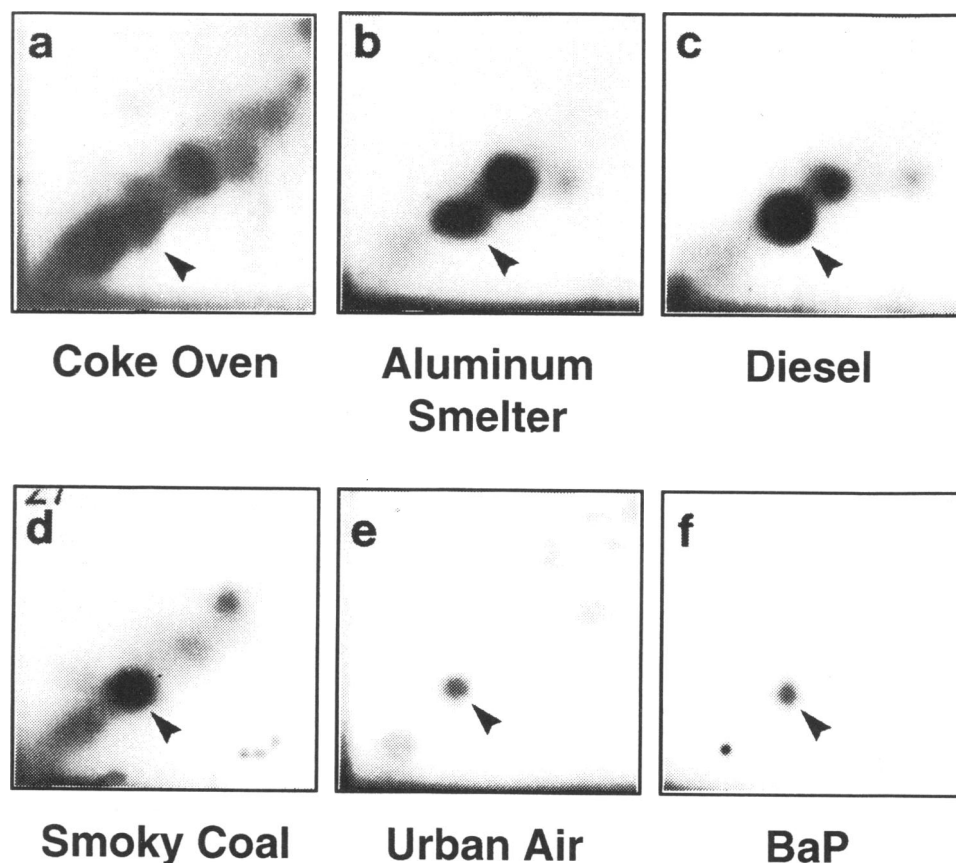 a b c
Coke Oven Aluminum Diesel
Smelter
d e f
Smoky Coal Urban Air BaP